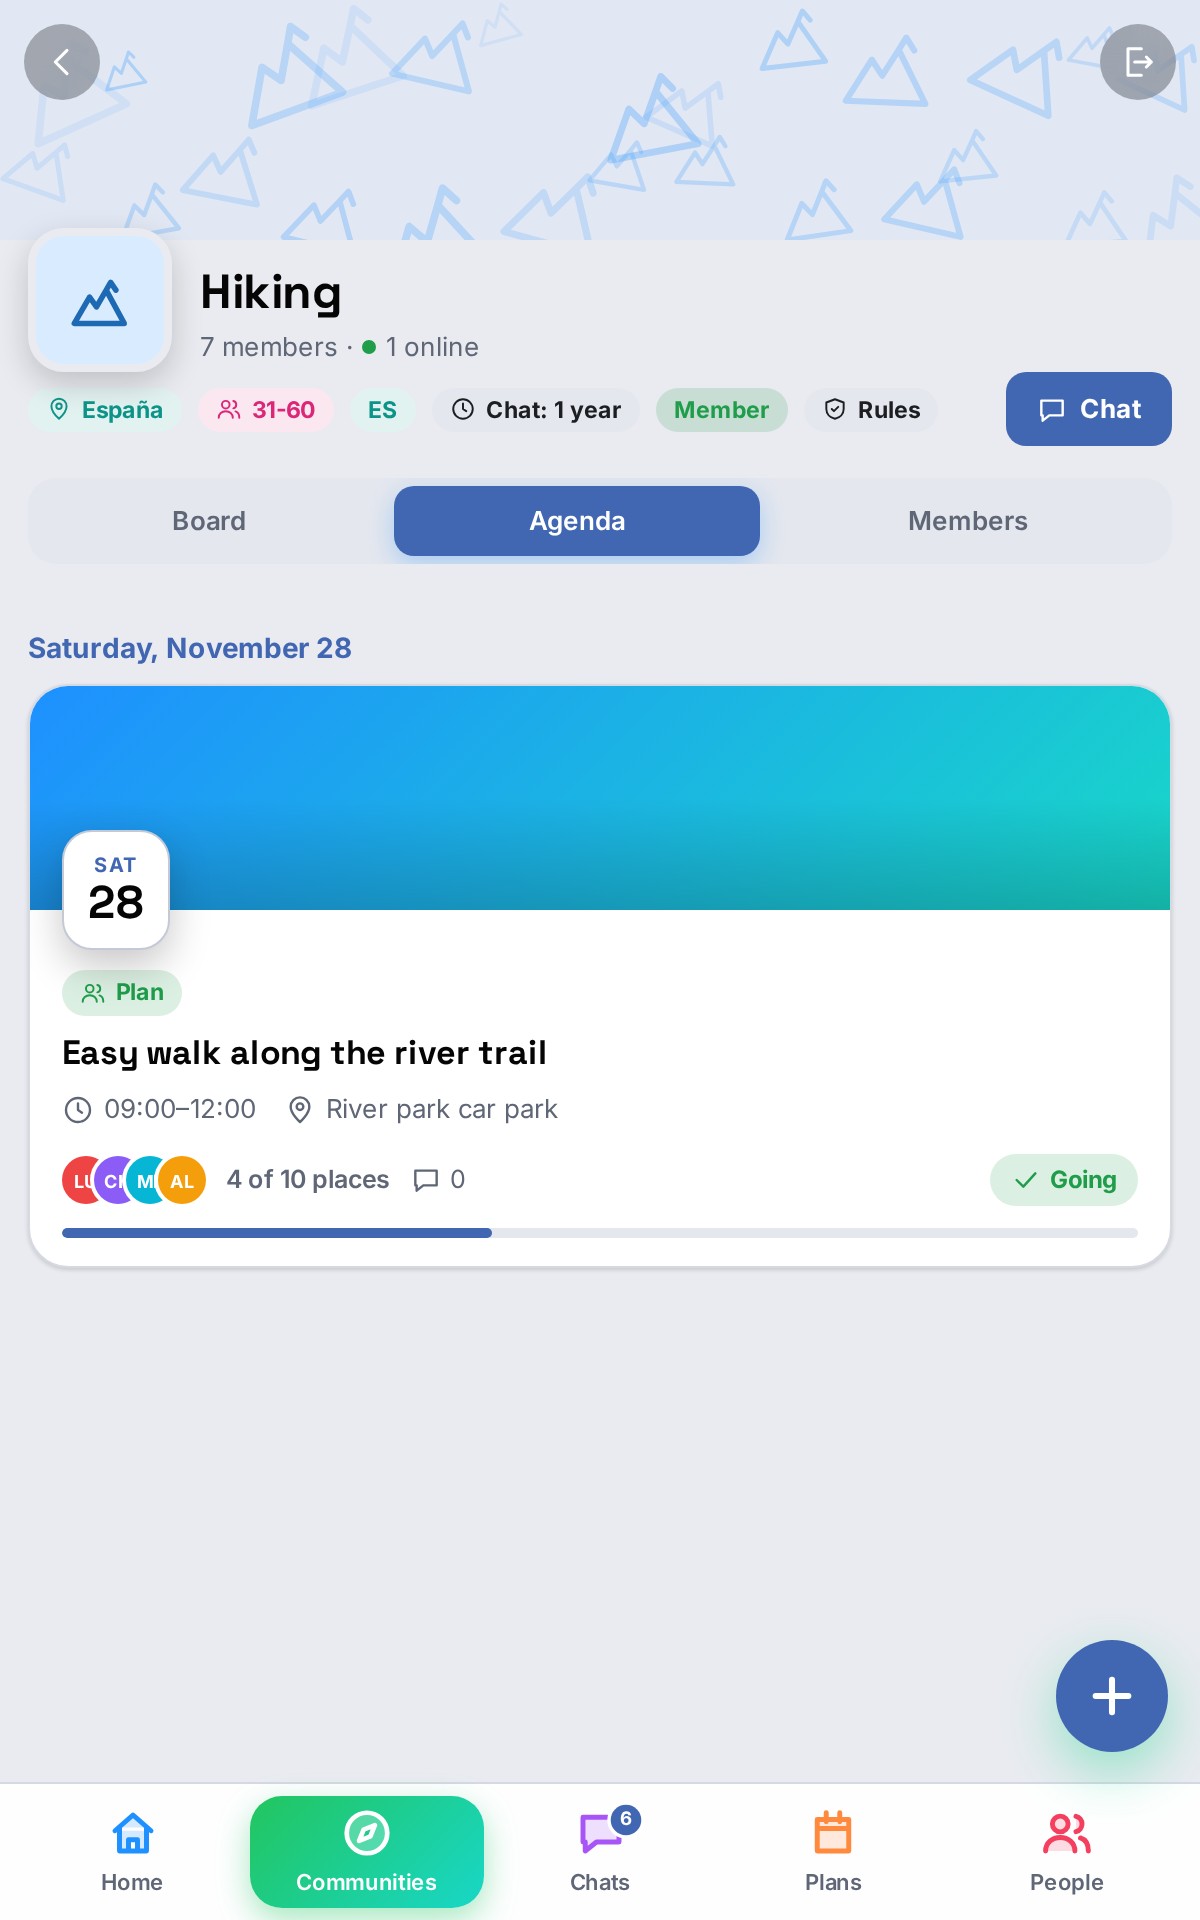 Hiking
7 members · 1 online
España
31-60
ES
Chat: 1 year
Member
Rules
Chat
Board
Agenda
Members
Saturday, November 28
SAT
28
Plan
Easy walk along the river trail
09:00–12:00
River park car park
AL
4 of 10 places
0
Going
Home
Communities
6
Chats
Plans
People